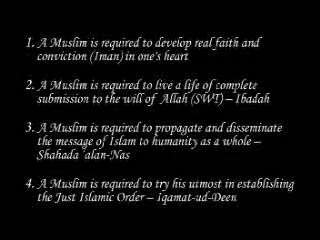 1. A Muslim is required to develop real faith and
conviction (Iman) in one's heart
2. A Muslim is required to live a life of complete
submission to the will of Allah (SWT) – Ibadah
3. A Muslim is required to propagate and disseminate
the message of Islam to humanity as a whole –
Shahada 'alan-Nas
4. A Muslim is required to try his utmost in establishing
the Just Islamic Order – Iqamat-ud-Deen